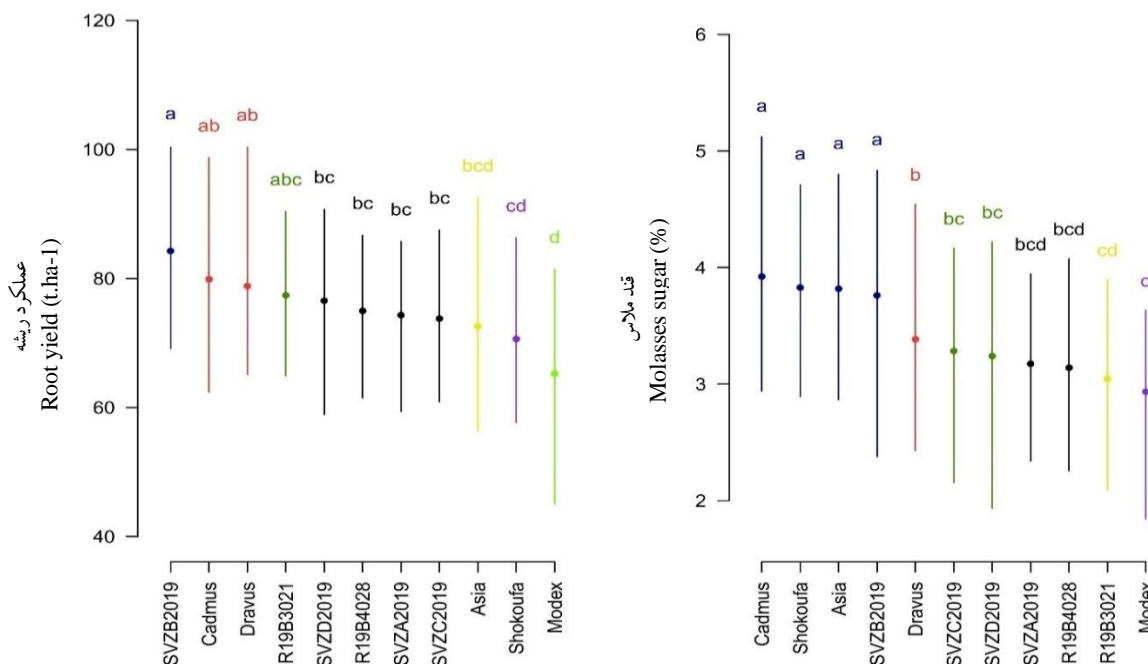 عملکرد ریشه
Root yield (t.ha-1)
120
100
80
60
40
a
ab
ab
abc
bc
bc
bc
bc
bcd
cd
d
SVZB2019
Cadmus
Dravus
R19B3021
SVZD2019
R19B4028
SVZA2019
SVZC2019
Asia
Shokoufa
Modex
قند ملاس
Molasses sugar (%)
6
5
4
3
2
a
a
a
a
b
bc
bc
bcd
bcd
cd
Cadmus
Shokoufa
Asia
SVZB2019
Dravus
SVZC2019
SVZD2019
SVZA2019
R19B4028
R19B3021
Modex